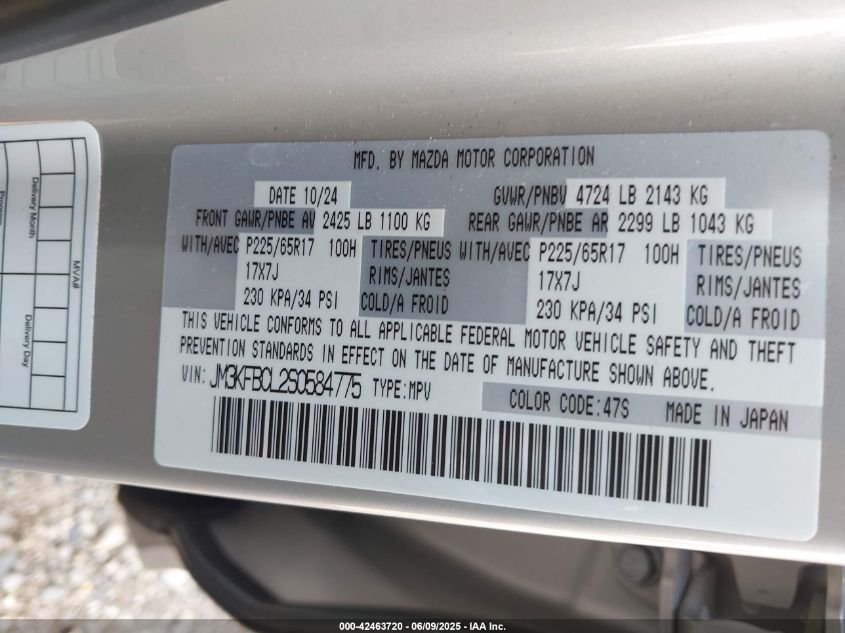 Program
Delivery Month
Delivery Day
MVA#
MFD. BY MAZDA MOTOR CORPORATION
DATE 10/24 GVWR/PNBV 4724 LB 2143 KG
FRONT GAWR/PNBE AV 2425 LB 1100 KG REAR GAWR/PNBE AR 2299 LB 1043 KG
WITH/AVEC P225/65R17 100H TIRES/PNEUS WITH/AVEC P225/65R17 100H TIRES/PNEUS
17X7J RIMS/JANTES 17X7J RIMS/JANTES
230 KPA/34 PSI COLD/A FROID 230 KPA/34 PSI COLD/A FROID
THIS VEHICLE CONFORMS TO ALL APPLICABLE FEDERAL MOTOR VEHICLE SAFETY AND THEFT
PREVENTION STANDARDS IN EFFECT ON THE DATE OF MANUFACTURE SHOWN ABOVE.
VIN: JM3KFBCL2S0584775 TYPE:MPV
COLOR CODE:47S MADE IN JAPAN
000-42463720 - 06/09/2025 - IAA Inc.